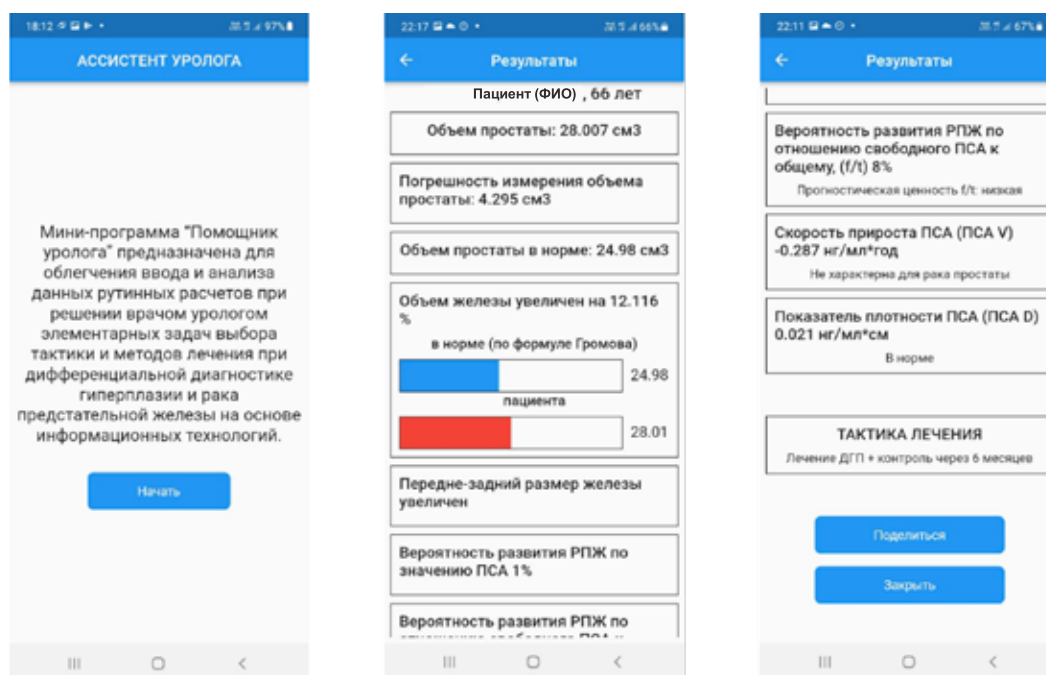 18:12
97%
АССИСТЕНТ УРОЛОГА
Мини-программа "Помощник
уролога" предназначена для
облегчения ввода и анализа
данных рутинных расчетов при
решении врачом урологом
элементарных задач выбора
тактики и методов лечения при
дифференциальной диагностике
гиперплазии и рака
предстательной железы на основе
информационных технологий.
Начать
22:17
66%
Результаты
Пациент (ФИО) , 66 лет
Объем простаты: 28.007 см3
Погрешность измерения объема
простаты: 4.295 см3
Объем простаты в норме: 24.98 см3
Объем железы увеличен на 12.116
%
в норме (по формуле Громова)
24.98
пациента
28.01
Передне-задний размер железы
увеличен
Вероятность развития РПЖ по
значению ПСА 1%
Вероятность развития РПЖ по
22:11
67%
Результаты
Вероятность развития РПЖ по
отношению свободного ПСА к
общему, (f/t) 8%
Прогностическая ценность f/t: низкая
Скорость прироста ПСА (ПСА V)
-0.287 нг/мл*год
Не характерна для рака простаты
Показатель плотности ПСА (ПСА D)
0.021 нг/мл*см
В норме
ТАКТИКА ЛЕЧЕНИЯ
Лечение ДГП + контроль через 6 месяцев
Поделиться
Закрыть